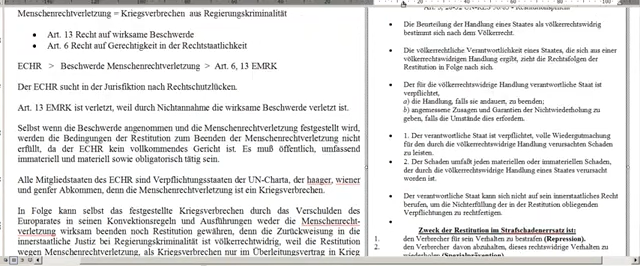 Menschenrechtverletzung = Kriegsverbrechen aus Regierungskriminalität
Art. 13 Recht auf wirksame Beschwerde
Art. 6 Recht auf Gerechtigkeit in der Rechtstaatlichkeit
ECHR > Beschwerde Menschenrechtverletzung > Art. 6, 13 EMRK
Der ECHR sucht in der Jurisfiktion nach Rechtschutzlücken.
Art. 13 EMRK ist verletzt, weil durch Nichtannahme die wirksame Beschwerde verletzt ist.
Selbst wenn die Beschwerde angenommen und die Menschenrechtverletzung festgestellt wird,
werden die Bedingungen der Restitution zum Beenden der Menschenrechtverletzung nicht
erfüllt, da der ECHR kein vollkommendes Gericht ist. Es muß öffentlich, umfassend
immateriell und materiell sowie obligatorisch tätig sein.
Alle Mitgliedstaaten des ECHR sind Verpflichtungsstaaten der UN-Charta, der haager, wiener
und genfer Abkommen, denn die Menschenrechtverletzung ist ein Kriegsverbrechen.
In Folge kann selbst das festgestellte Kriegsverbrechen durch das Verschulden des
Europarates in seinen Konventionsregeln und Ausführungen weder die Menschenrecht-
verletzung wirksam beenden noch Restitution gewähren, denn die Zurückweisung in die
innerstaatliche Justiz bei Regierungskriminalität ist völkerrechtwidrig, weil die Restitution
wegen Menschenrechtverletzung, als Kriegsverbrechen nur im Überleitungsvertrag in Krieg
Die Beurteilung der Handlung eines Staates als völkerrechtswidrig
bestimmt sich nach dem Völkerrecht.
Die völkerrechtliche Verantwortlichkeit eines Staates, die sich aus einer
völkerrechtswidrigen Handlung ergibt, zieht die Rechtsfolgen der
Restitution in Folge nach sich.
Der für die völkerrechtswidrige Handlung verantwortliche Staat ist
verpflichtet,
a) die Handlung, falls sie andauert, zu beenden;
b) angemessene Zusagen und Garantien der Nichtwiederholung zu
geben, falls die Umstände dies erfordern.
1. Der verantwortliche Staat ist verpflichtet, volle Wiedergutmachung
für den durch die völkerrechtswidrige Handlung verursachten Schaden
zu leisten.
2. Der Schaden umfaßt jeden materiellen oder immateriellen Schaden,
der durch die völkerrechtswidrige Handlung eines Staates verursacht
worden ist.
Der verantwortliche Staat kann sich nicht auf sein innerstaatliches Recht
berufen, um die Nichterfüllung der in der Restitution obliegenden
Verpflichtungen zu rechtfertigen.
Zweck der Restitution im Strafschadenersatz ist:
1. den Verbrecher für sein Verhalten zu bestrafen (Repression).
2. den Verbrecher davon abzuhalten, dieses rechtswidrige Verhalten zu